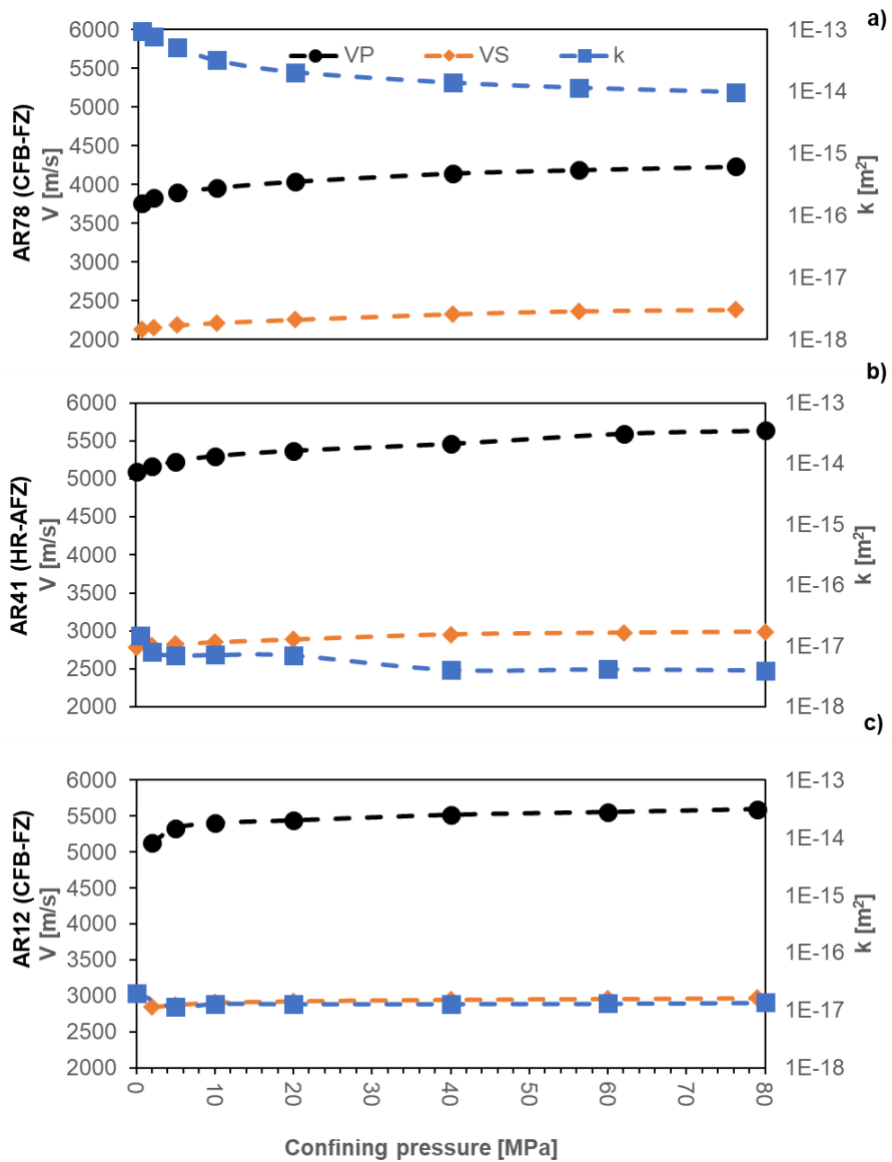 a)
6000
5500
5000
4500
4000
3500
3000
2500
2000
AR78 (CFB-FZ)
V [m/s]
VP VS k
1E-13
1E-14
1E-15
1E-16
1E-17
1E-18
k [m²]
b)
6000
5500
5000
4500
4000
3500
3000
2500
2000
AR41 (HR-AFZ)
V [m/s]
1E-13
1E-14
1E-15
1E-16
1E-17
1E-18
k [m²]
c)
6000
5500
5000
4500
4000
3500
3000
2500
2000
AR12 (CFB-FZ)
V [m/s]
1E-13
1E-14
1E-15
1E-16
1E-17
1E-18
k [m²]
0 10 20 30 40 50 60 70 80
Confining pressure [MPa]